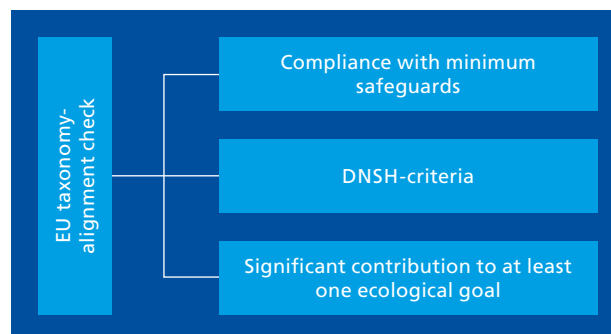 EU taxonomy-
alignment check
Compliance with minimum
safeguards
DNSH-criteria
Significant contribution to at least
one ecological goal